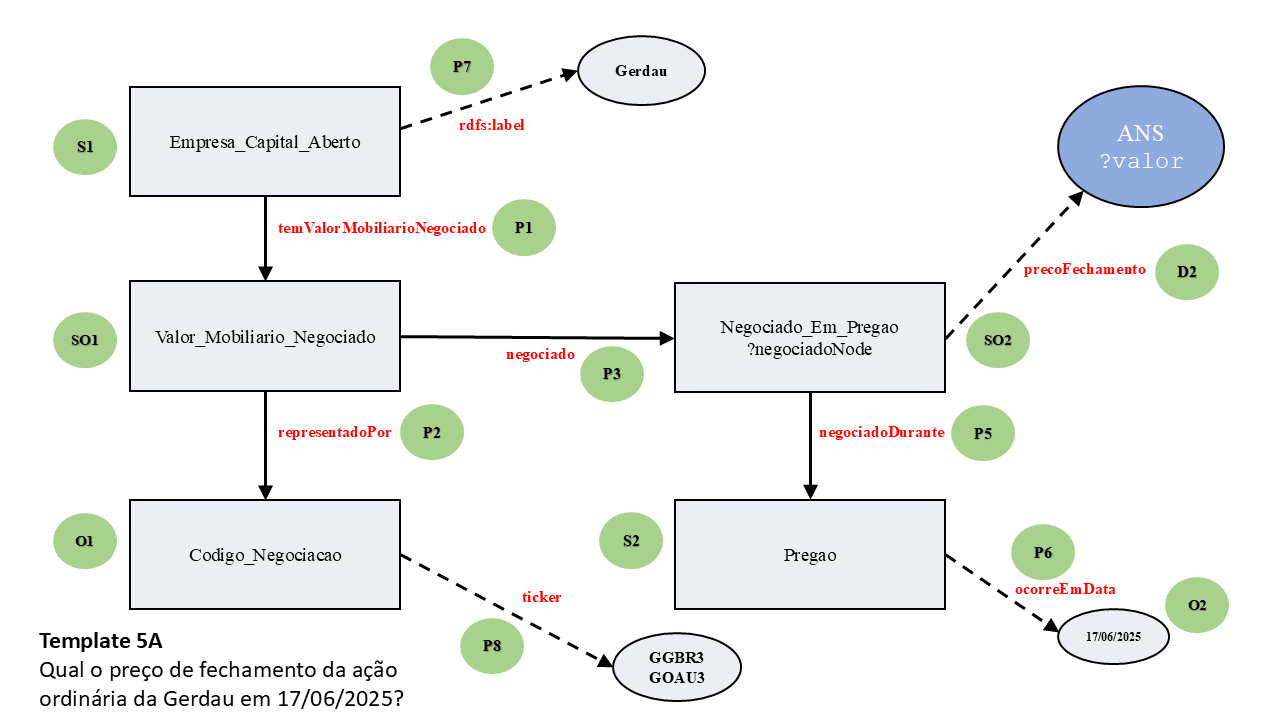 P7
Gerdau
rdfs:label
S1
Empresa_Capital_Aberto
ANS
?valor
temValorMobiliarioNegociado
P1
precoFechamento
D2
SO1
Valor_Mobiliario_Negociado
negociado
P3
Negociado_Em_Pregao
?negociadoNode
SO2
representadoPor
P2
negociadoDurante
P5
O1
Codigo_Negociacao
S2
Pregao
P6
ocorreEmData
O2
17/06/2025
ticker
P8
GGBR3
GOAU3
Template 5A
Qual o preço de fechamento da ação
ordinária da Gerdau em 17/06/2025?